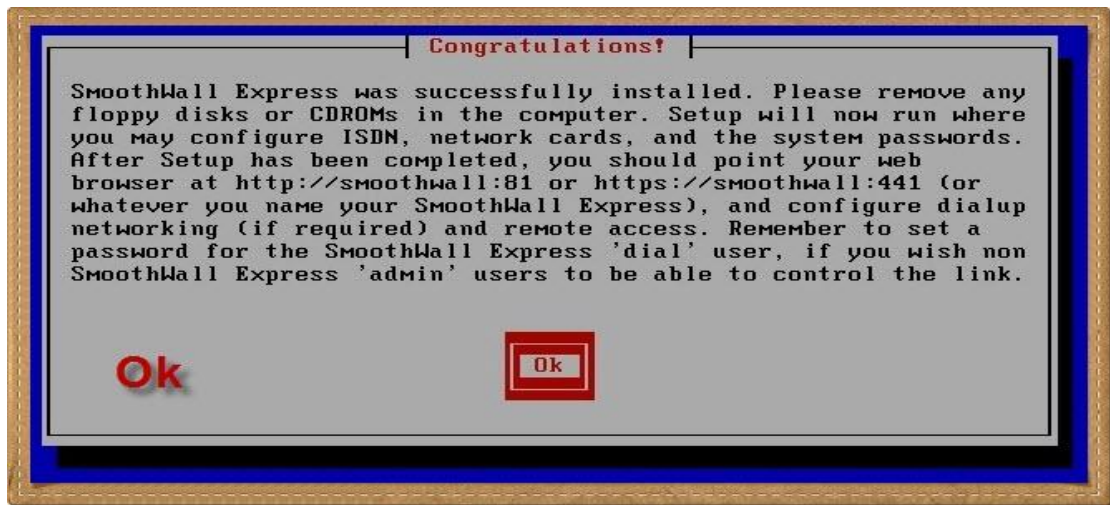 Congratulations!
SmoothWall Express was successfully installed. Please remove any
floppy disks or CDROMs in the computer. Setup will now run where
you may configure ISDN, network cards, and the system passwords.
After Setup has been completed, you should point your web
browser at http://smoothwall:81 or https://smoothwall:441 (or
whatever you name your SmoothWall Express), and configure dialup
networking (if required) and remote access. Remember to set a
password for the SmoothWall Express 'dial' user, if you wish non
SmoothWall Express 'admin' users to be able to control the link.
Ok
Ok